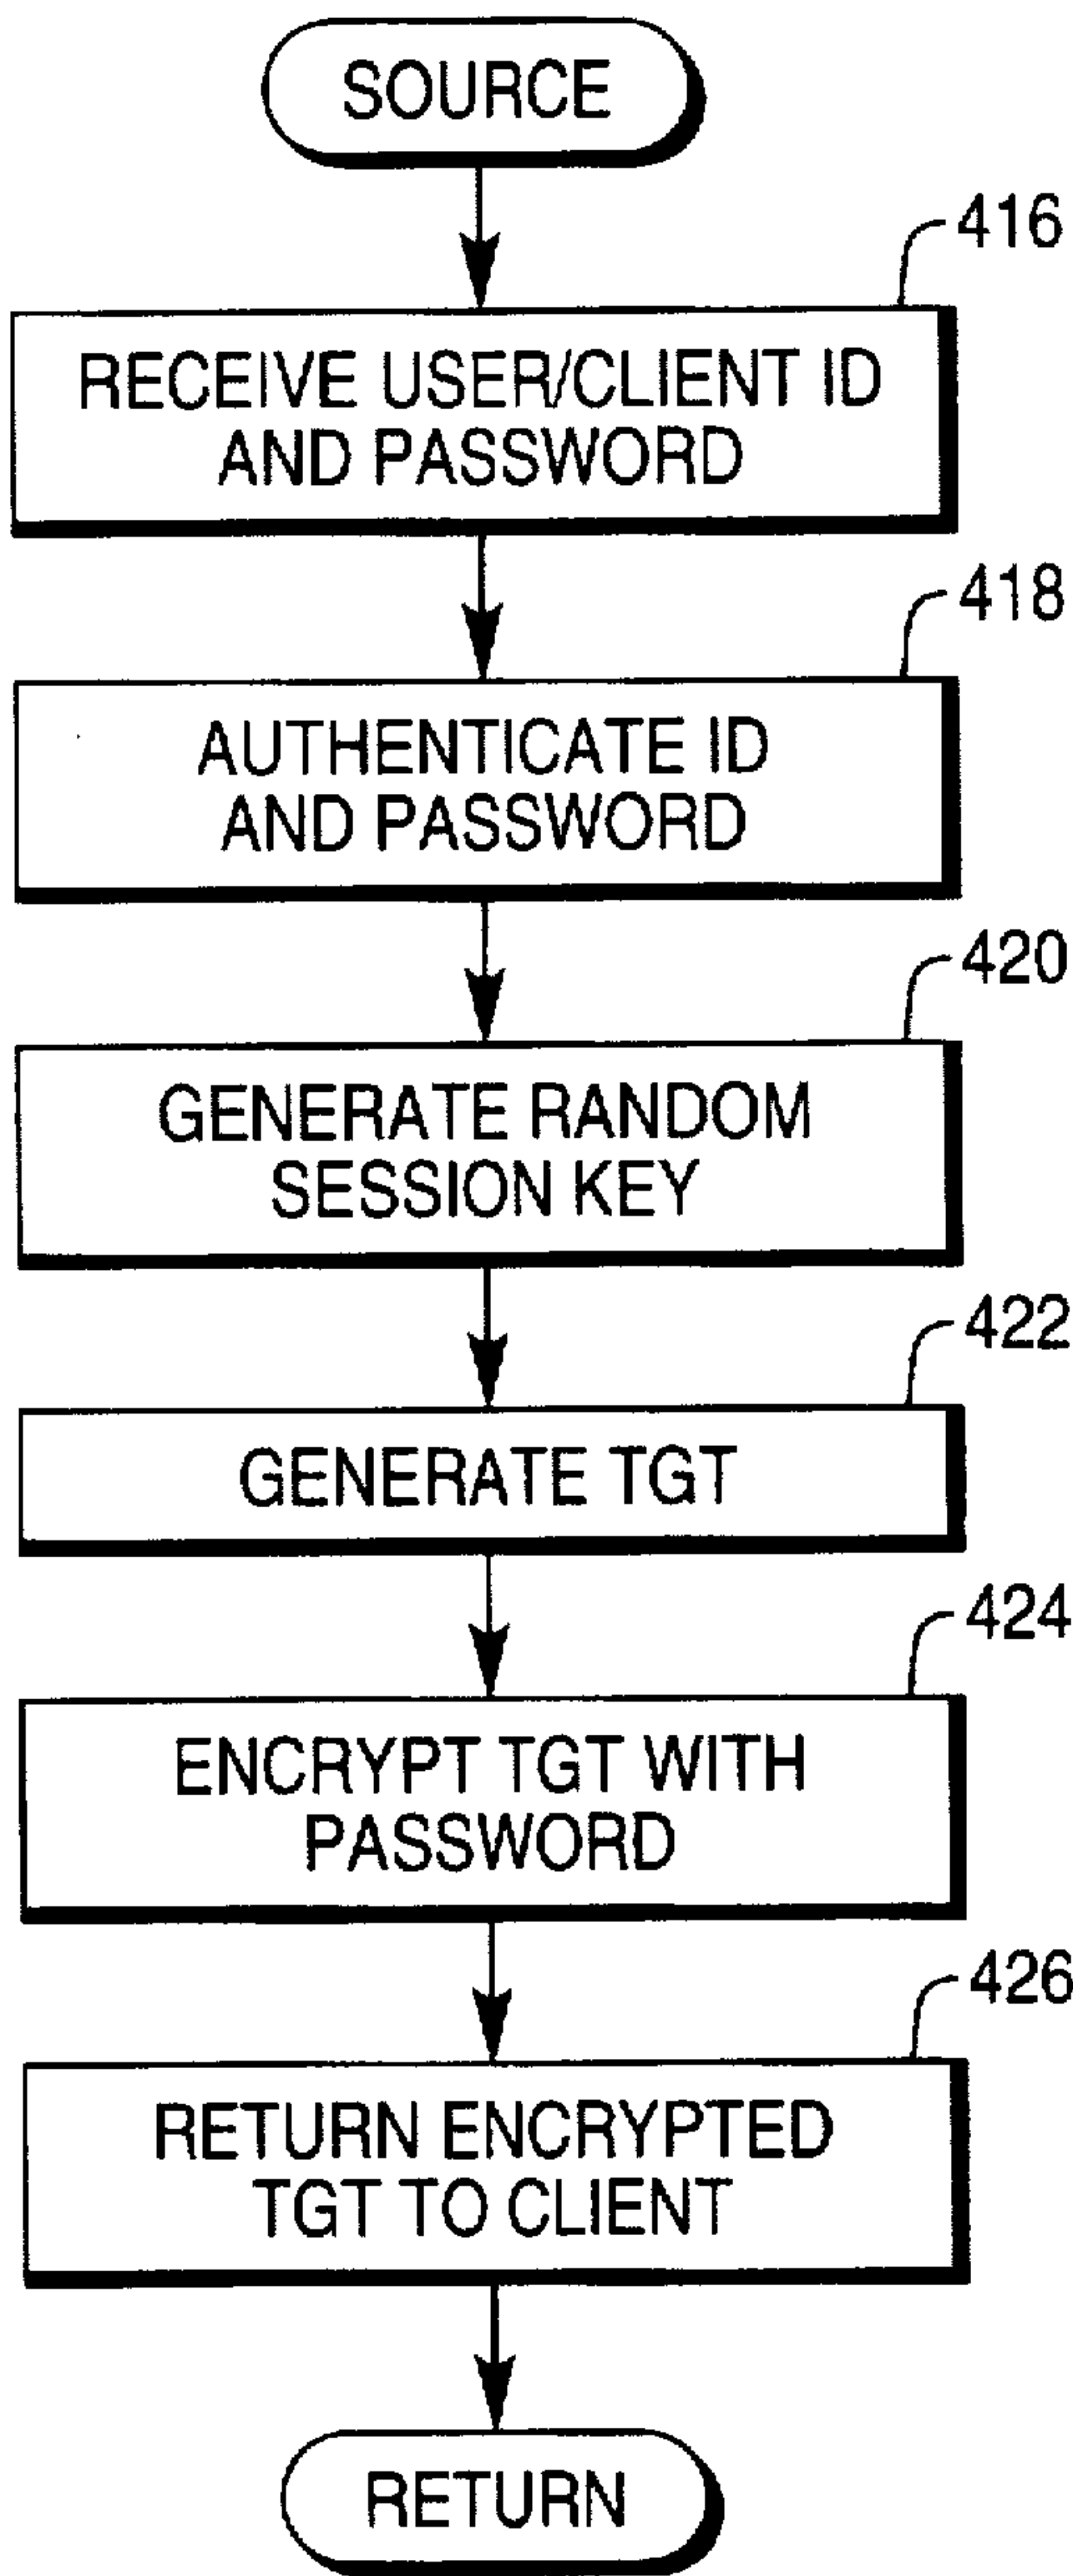 SOURCE
416
RECEIVE USER/CLIENT ID
AND PASSWORD
418
AUTHENTICATE ID
AND PASSWORD
420
GENERATE RANDOM
SESSION KEY
422
GENERATE TGT
424
ENCRYPT TGT WITH
PASSWORD
426
RETURN ENCRYPTED
TGT TO CLIENT
RETURN